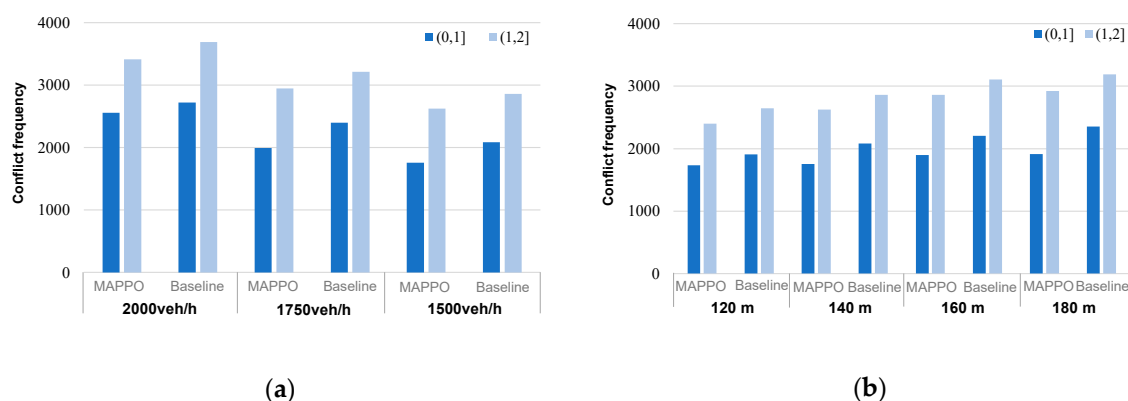 4000
3000
2000
1000
0
Conflict frequency
(0,1] (1,2]
MAPPO Baseline MAPPO Baseline MAPPO Baseline
2000veh/h 1750veh/h 1500veh/h
(a)
4000
3000
2000
1000
0
Conflict frequency
(0,1] (1,2]
MAPPO Baseline MAPPO Baseline MAPPO Baseline MAPPO Baseline
120 m 140 m 160 m 180 m
(b)